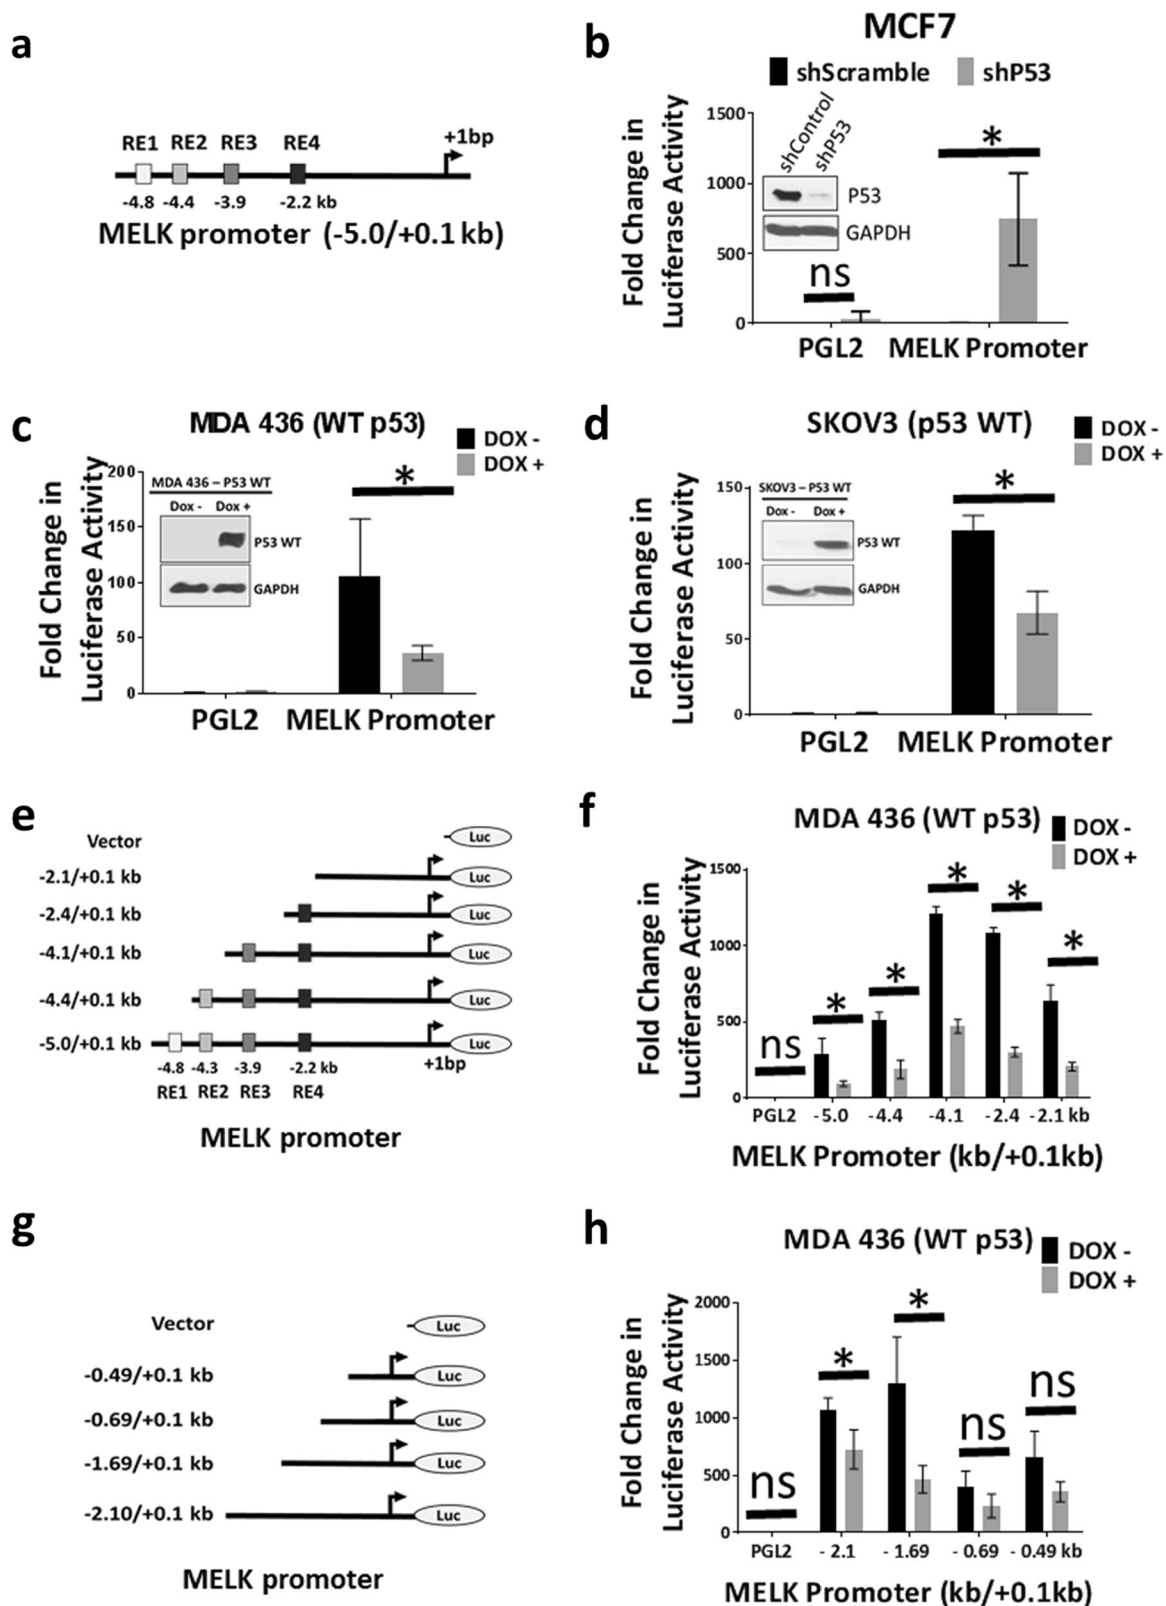 a
RE1 RE2 RE3 RE4 +1bp
-4.8 -4.4 -3.9 -2.2 kb
MELK promoter (-5.0/+0.1 kb)
b
MCF7
shScramble shP53
Fold Change in
Luciferase Activity
1500
1000
500
0
shControl
shP53
P53
GAPDH
ns
*
PGL2 MELK Promoter
c
MDA 436 (WT p53)
DOX -
DOX +
Fold Change in
Luciferase Activity
200
150
100
50
0
MDA 436 – P53 WT
Dox - Dox +
P53 WT
GAPDH
*
PGL2 MELK Promoter
d
SKOV3 (p53 WT)
DOX -
DOX +
Fold Change in
Luciferase Activity
150
100
50
0
SKOV3 – P53 WT
Dox - Dox +
P53 WT
GAPDH
*
PGL2 MELK Promoter
e
Vector Luc
-2.1/+0.1 kb Luc
-2.4/+0.1 kb Luc
-4.1/+0.1 kb Luc
-4.4/+0.1 kb Luc
-5.0/+0.1 kb Luc
-4.8 -4.3 -3.9 -2.2 kb +1bp
RE1 RE2 RE3 RE4
MELK promoter
f
MDA 436 (WT p53)
DOX -
DOX +
Fold Change in
Luciferase Activity
1500
1000
500
0
ns * * * * *
PGL2 -5.0 -4.4 -4.1 -2.4 -2.1 kb
MELK Promoter (kb/+0.1kb)
g
Vector Luc
-0.49/+0.1 kb Luc
-0.69/+0.1 kb Luc
-1.69/+0.1 kb Luc
-2.10/+0.1 kb Luc
MELK promoter
h
MDA 436 (WT p53)
DOX -
DOX +
Fold Change in
Luciferase Activity
2000
1500
1000
500
0
ns * * ns ns
PGL2 - 2.1 - 1.69 - 0.69 - 0.49 kb
MELK Promoter (kb/+0.1kb)